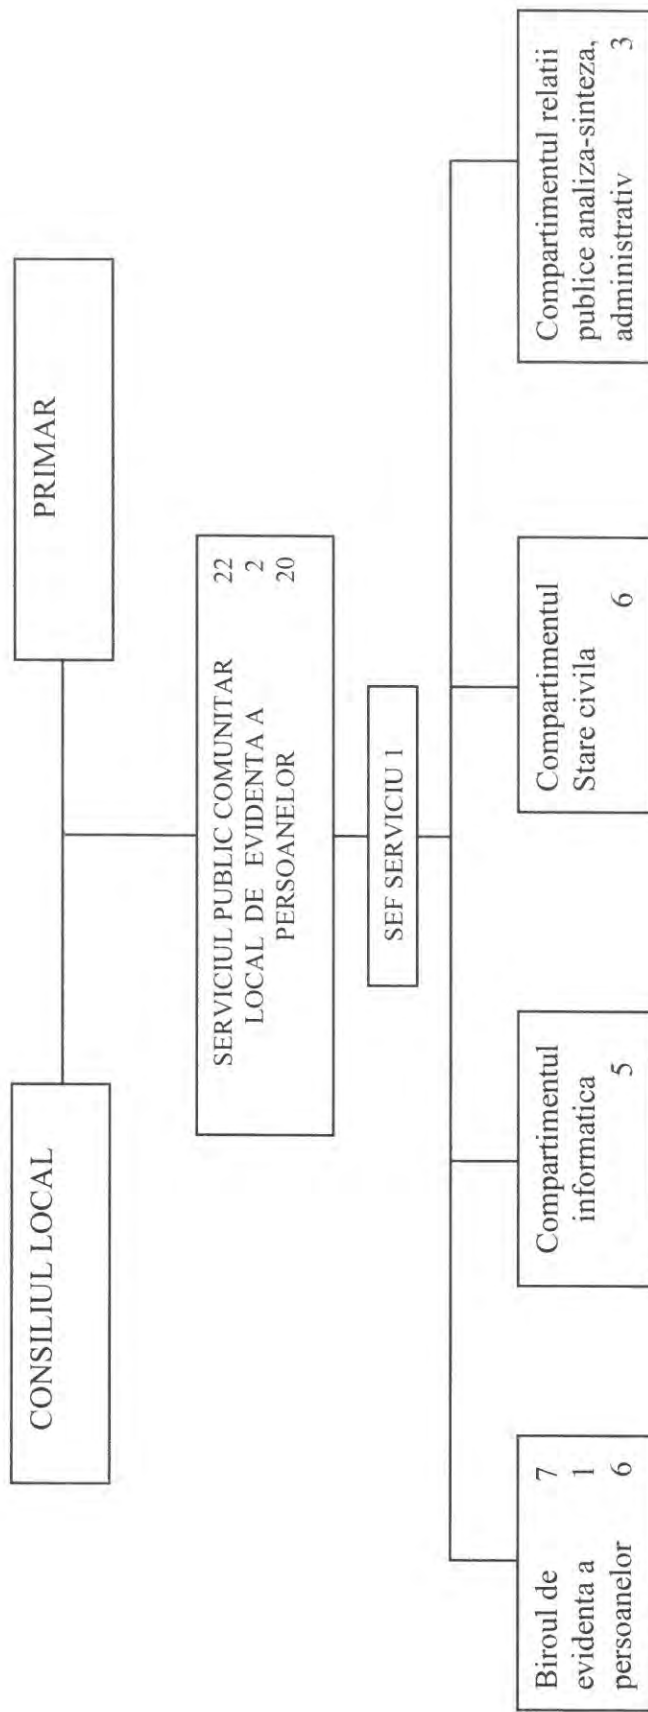 CONSILIUL LOCAL
PRIMAR
SERVICIUL PUBLIC COMUNITAR 22
LOCAL DE EVIDENTA A 2
PERSOANELOR 20
SEF SERVICIU 1
Biroul de 7
evidenta a 1
persoanelor 6
Compartimentul
informatica 5
Compartimentul
Stare civila 6
Compartimentul relatii
publice analiza-sinteza,
administrativ 3